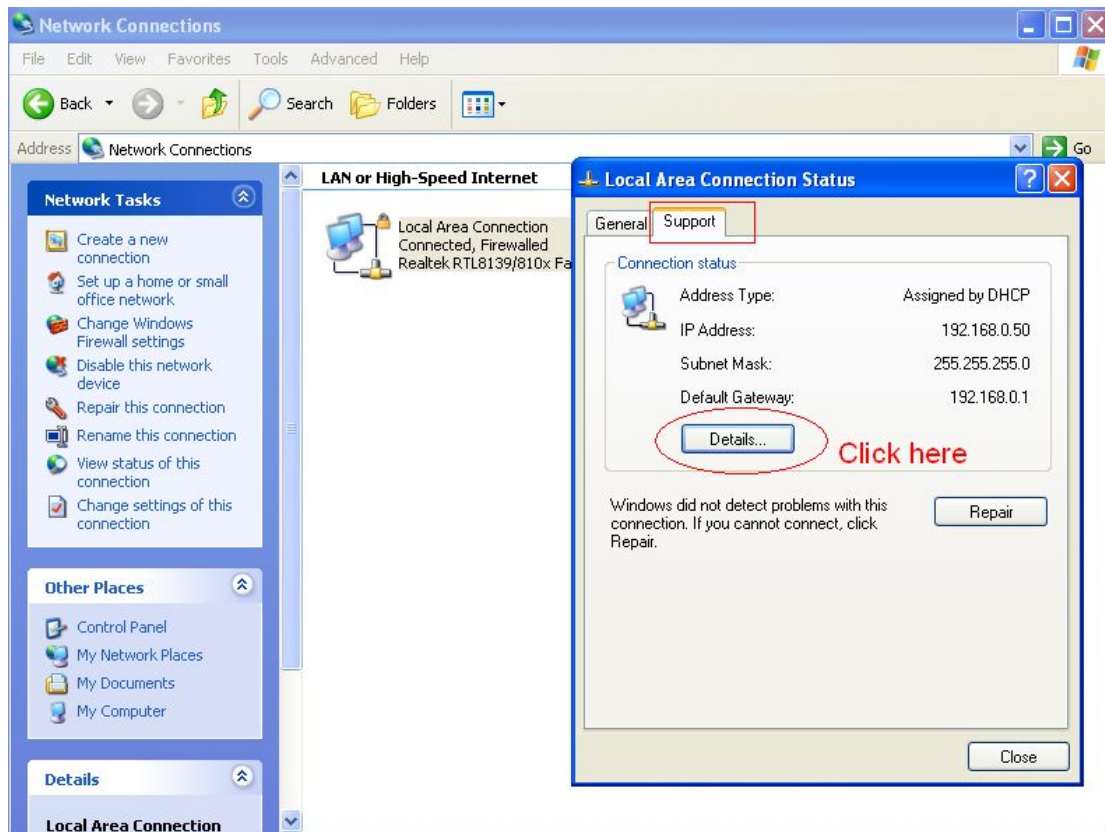 Network Connections
File Edit View Favorites Tools Advanced Help
Back Search Folders
Address Network Connections Go
Network Tasks
Create a new
connection
Set up a home or small
office network
Change Windows
Firewall settings
Disable this network
device
Repair this connection
Rename this connection
View status of this
connection
Change settings of this
connection
Other Places
Control Panel
My Network Places
My Documents
My Computer
Details
Local Area Connection
LAN or High-Speed Internet
Local Area Connection
Connected, Firewalled
Realtek RTL8139/810x Fa
Local Area Connection Status
General Support
Connection status
Address Type: Assigned by DHCP
IP Address: 192.168.0.50
Subnet Mask: 255.255.255.0
Default Gateway: 192.168.0.1
Details...
Click here
Windows did not detect problems with this
connection. If you cannot connect, click
Repair.
Repair
Close